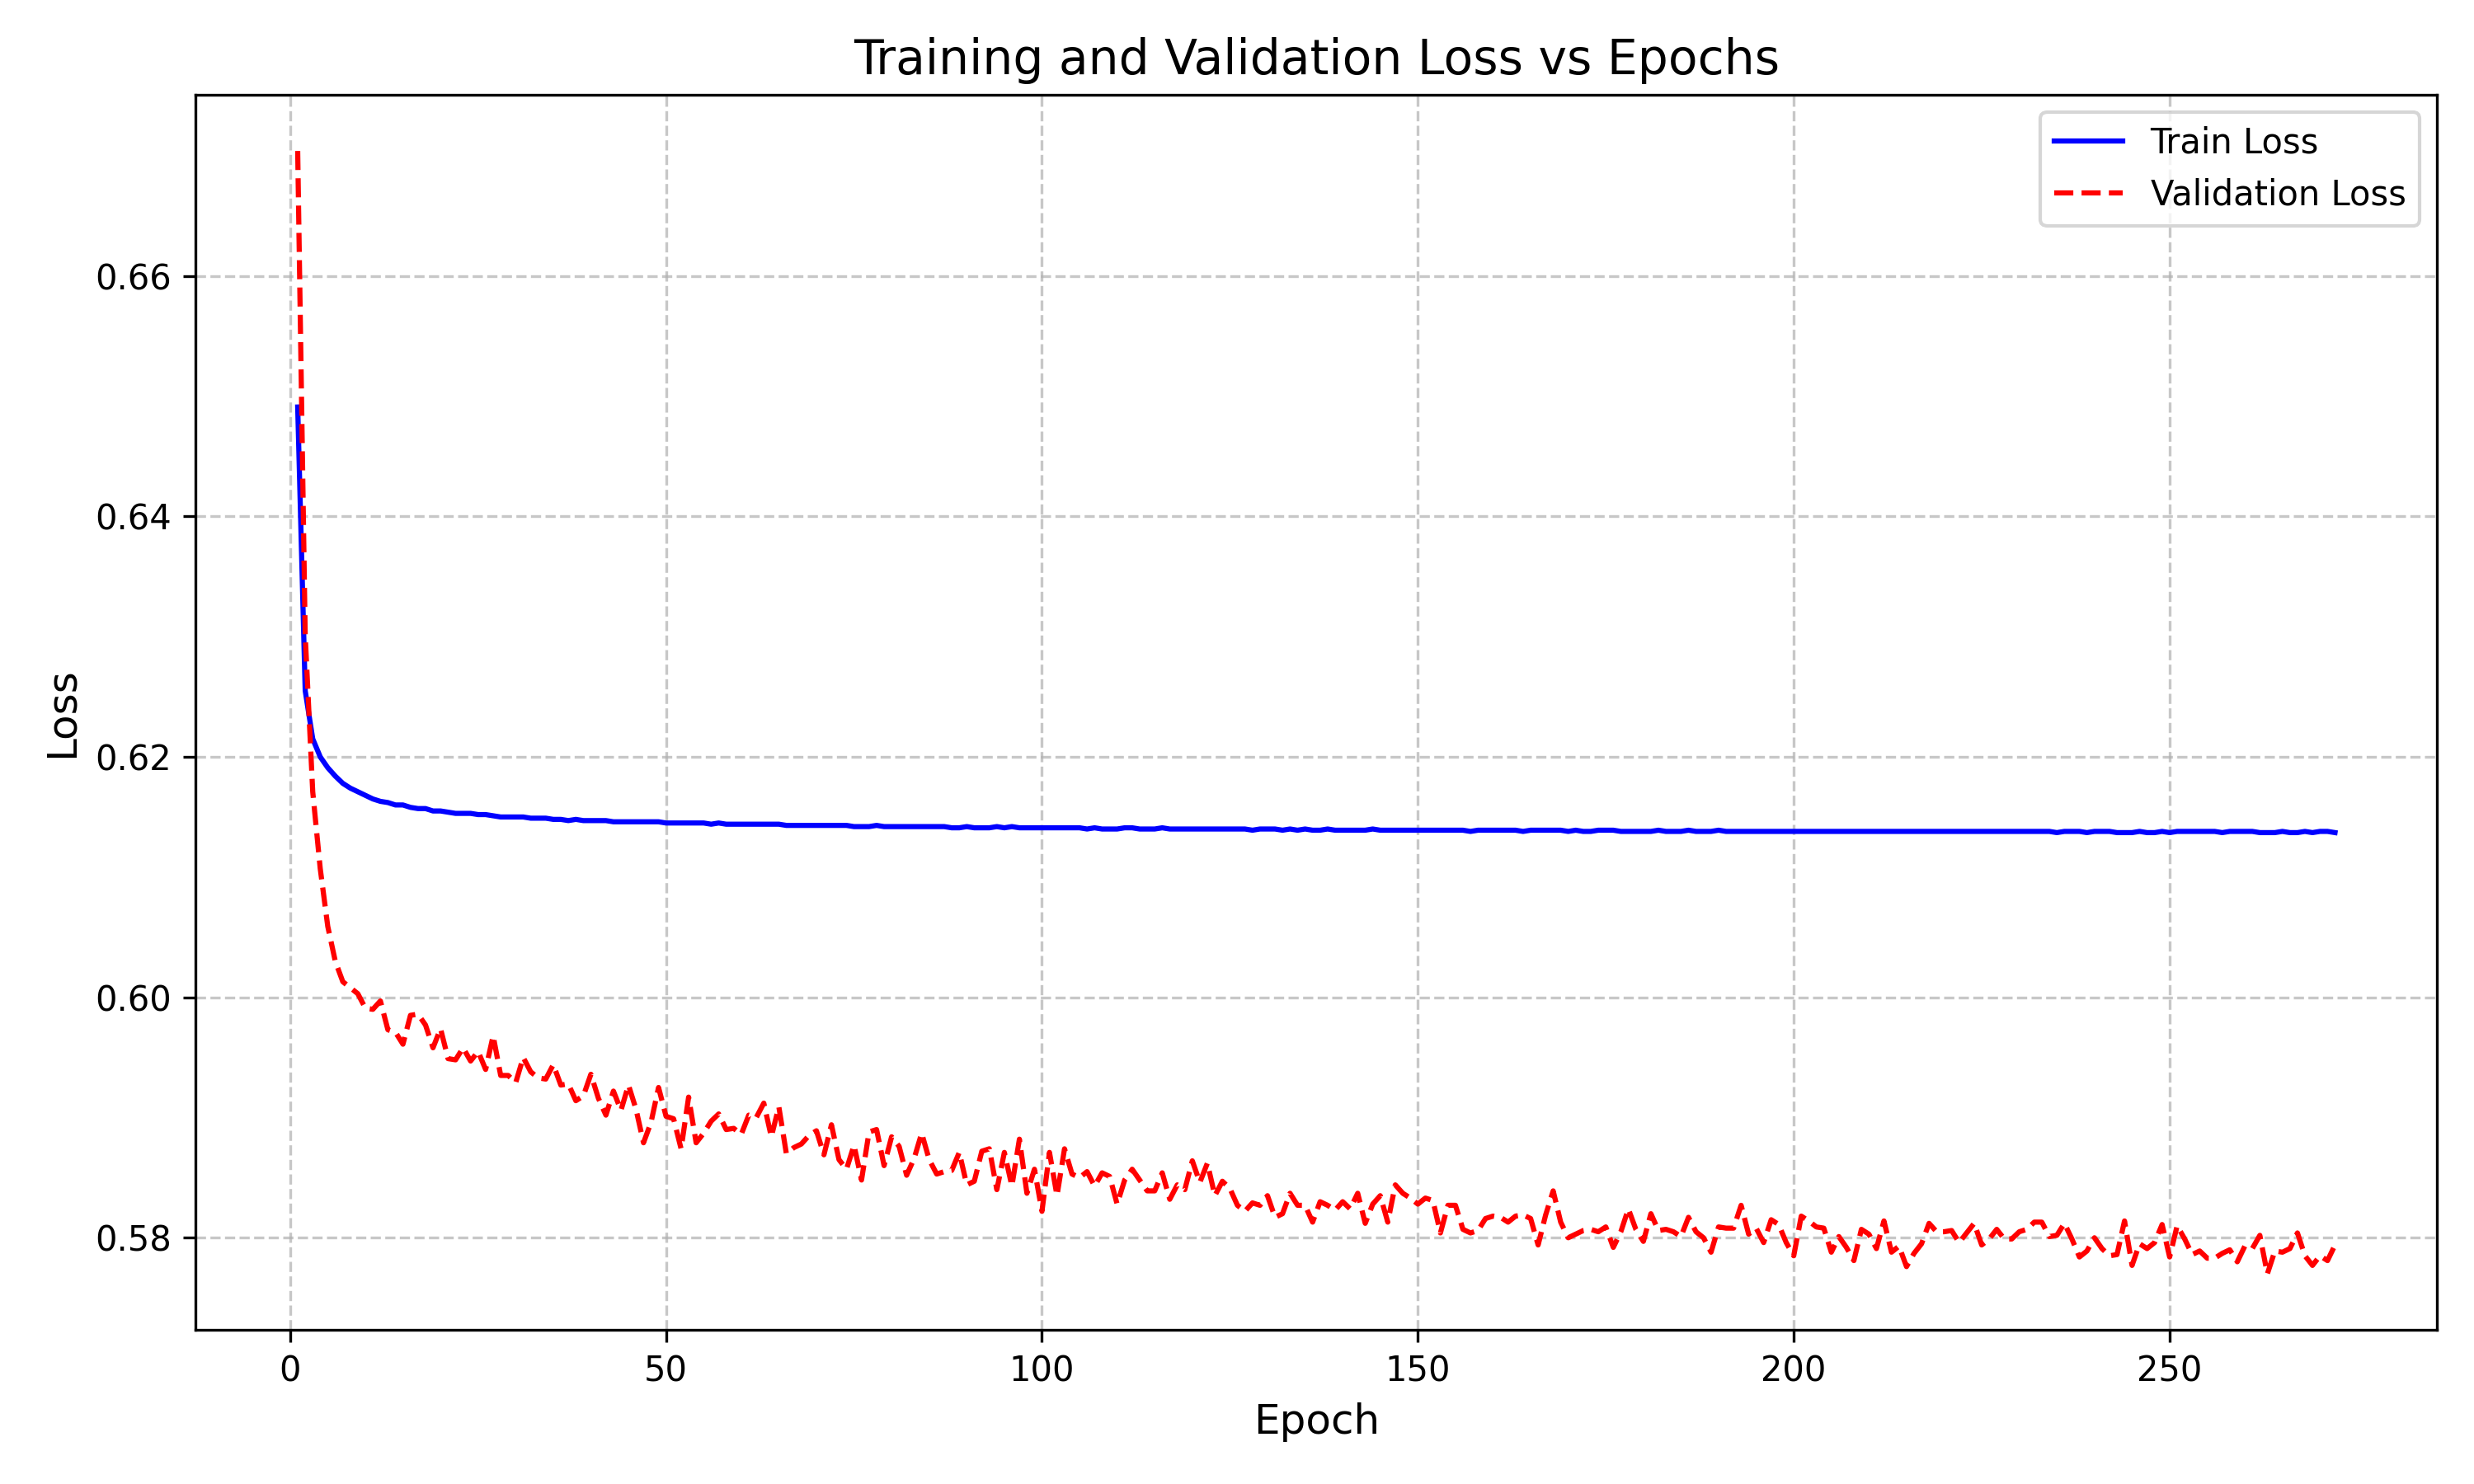 Training and Validation Loss vs Epochs
Train Loss
Validation Loss
0.66
0.64
0.62
0.60
0.58
Loss
0
50
100
150
200
250
Epoch